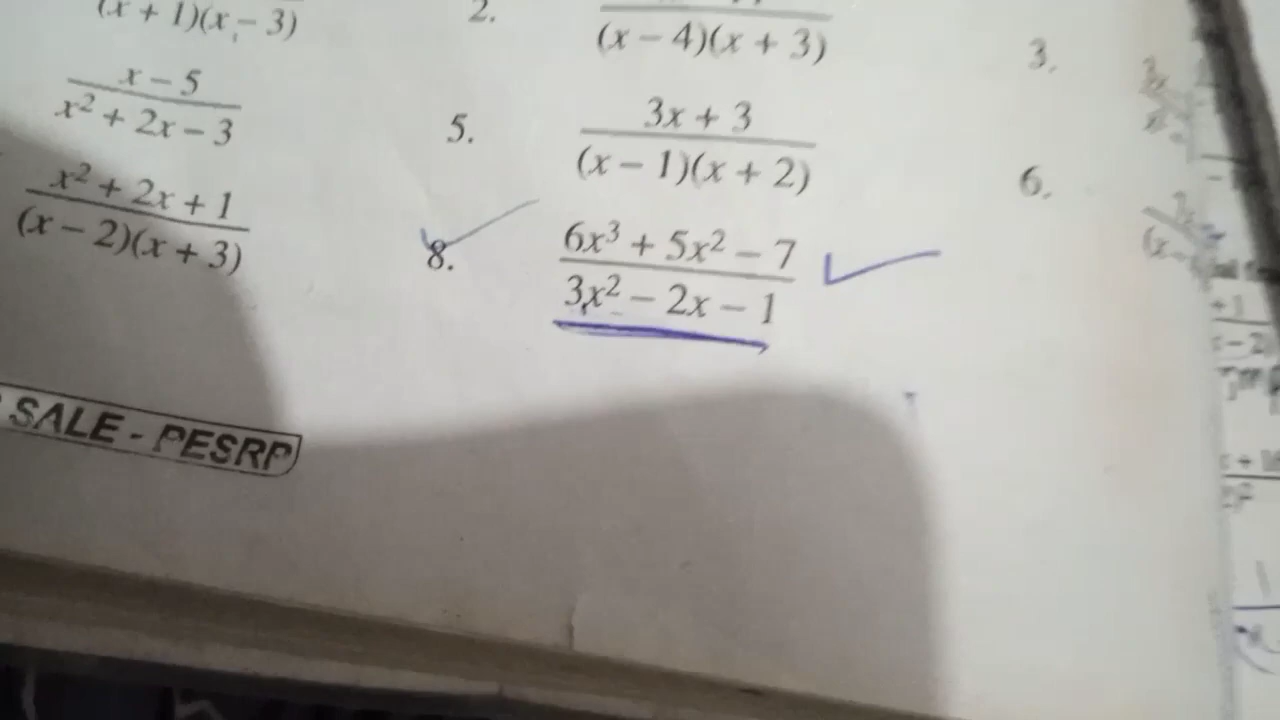 (x + 1)(x − 3)
2.
(x − 4)(x + 3)
3.
x − 5
x² + 2x − 3
5.
3x + 3
(x − 1)(x + 2)
6.
x² + 2x + 1
(x − 2)(x + 3)
8.
6x³ + 5x² − 7
3x² − 2x − 1
SALE - PESRP